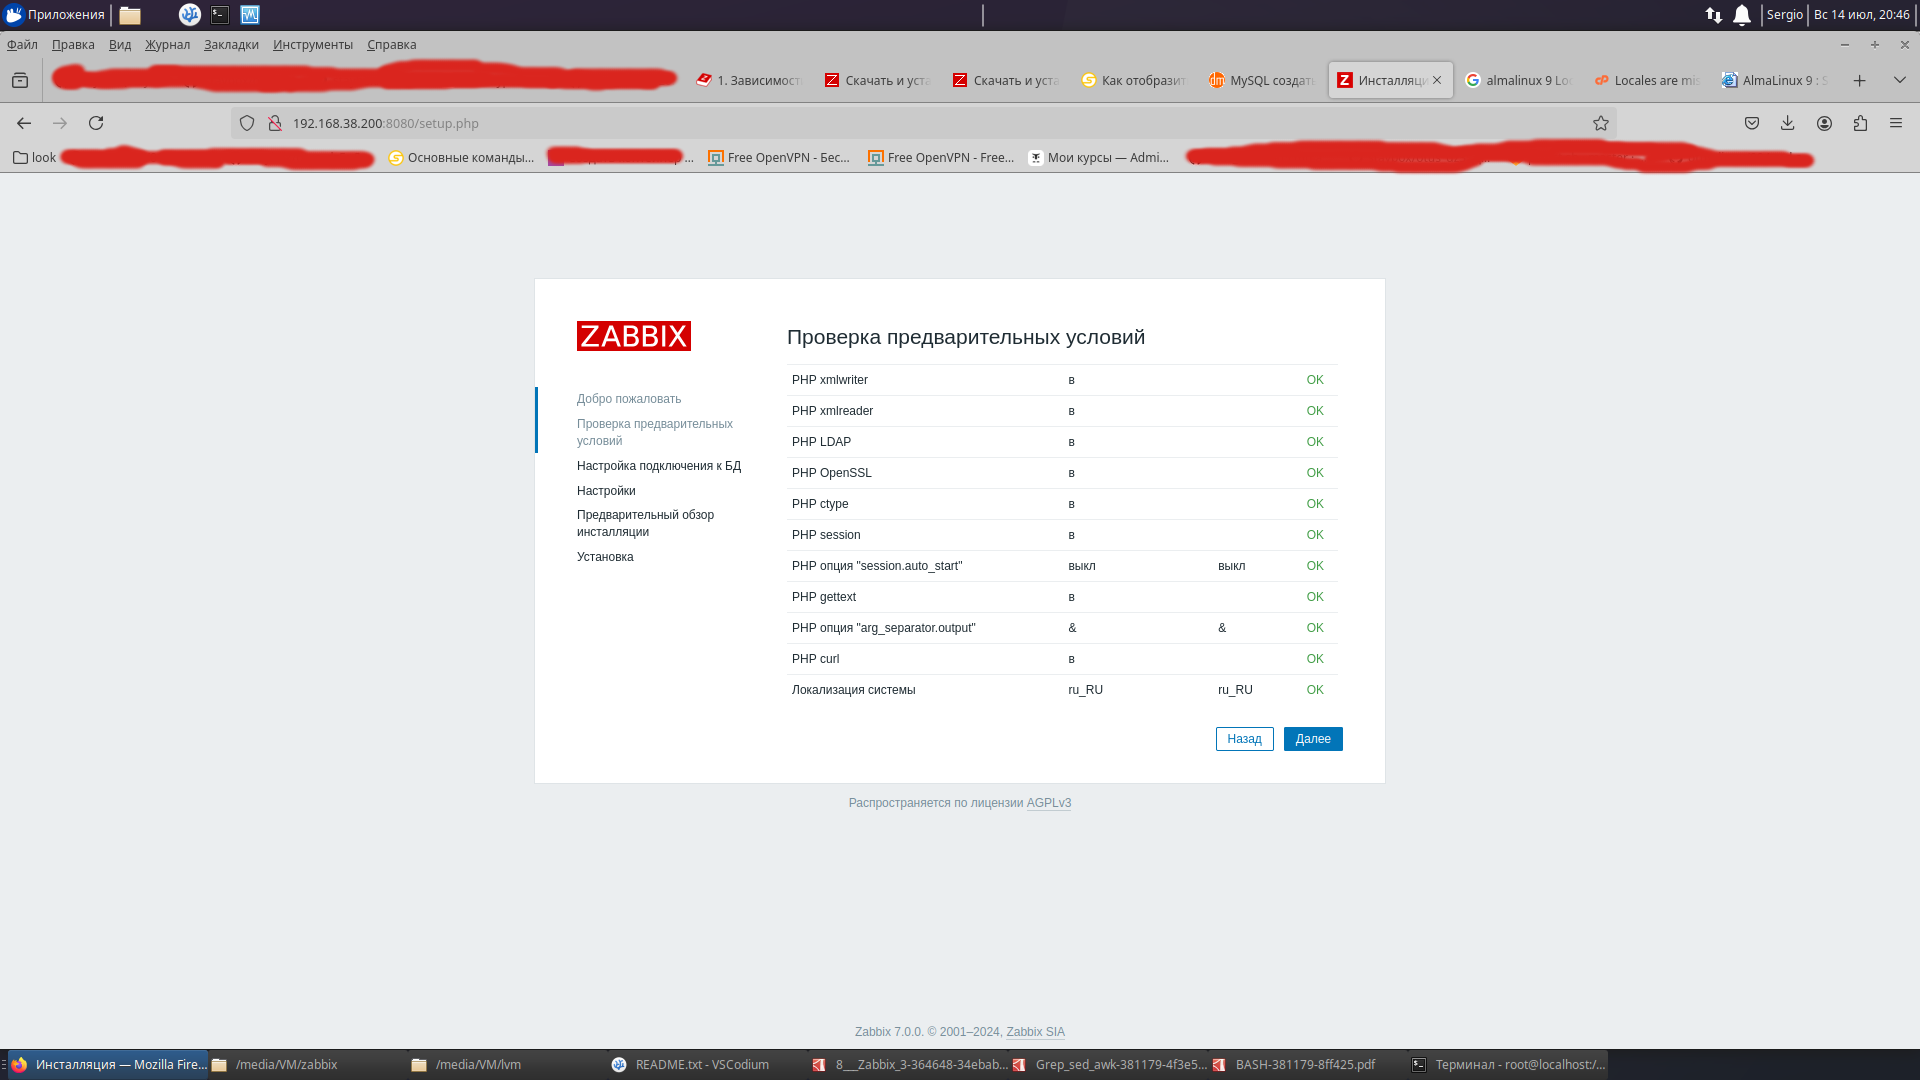 Приложения
Sergio
Вс 14 июл, 20:46
Файл Правка Вид Журнал Закладки Инструменты Справка
1. Зависимост Скачать и уста Скачать и уста Как отобразит MySQL создат Инсталляци almalinux 9 Lo Locales are mis AlmaLinux 9 : S
192.168.38.200:8080/setup.php
look Основные команды... ... Free OpenVPN - Бес... Free OpenVPN - Free... Мои курсы — Admi...
ZABBIX
Добро пожаловать
Проверка предварительных
условий
Настройка подключения к БД
Настройки
Предварительный обзор
инсталляции
Установка
Проверка предварительных условий
PHP xmlwriter в OK
PHP xmlreader в OK
PHP LDAP в OK
PHP OpenSSL в OK
PHP ctype в OK
PHP session в OK
PHP опция "session.auto_start" выкл выкл OK
PHP gettext в OK
PHP опция "arg_separator.output" & & OK
PHP curl в OK
Локализация системы ru_RU ru_RU OK
Назад Далее
Распространяется по лицензии AGPLv3
Zabbix 7.0.0. © 2001–2024, Zabbix SIA
Инсталляция — Mozilla Fire... /media/VM/zabbix /media/VM/lvm README.txt - VSCodium 8___Zabbix_3-364648-34ebab... Grep_sed_awk-381179-4f3e5... BASH-381179-8ff425.pdf Терминал - root@localhost:/...